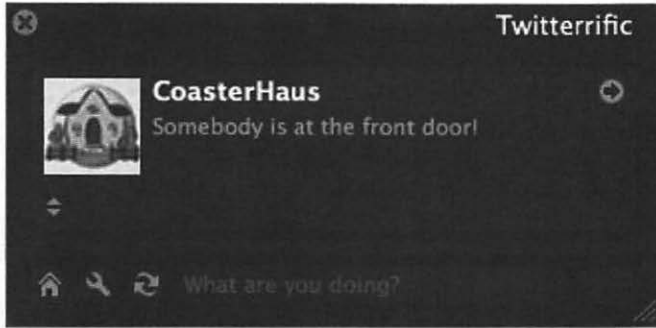 Twitterrific
CoasterHaus
Somebody is at the front door!
What are you doing?